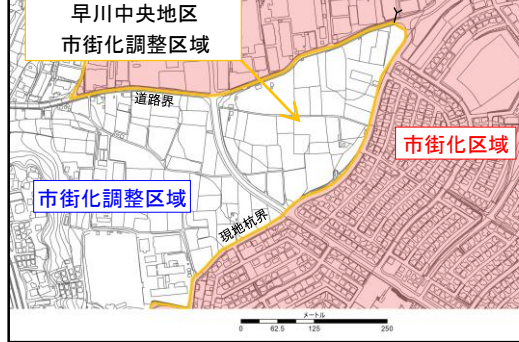 早川中央地区
市街化調整区域
道路界
市街化区域
市街化調整区域
現地杭界
メートル
0 62.5 125 250